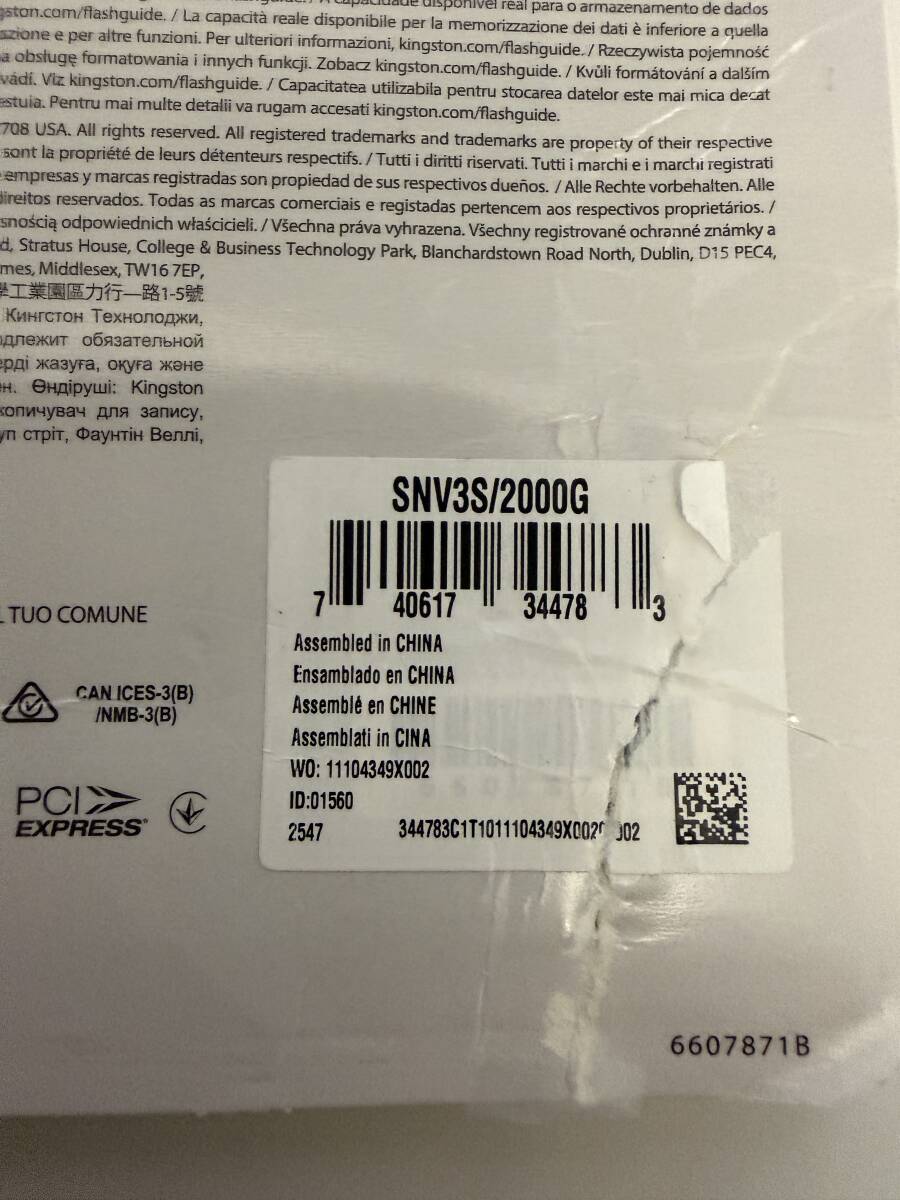 disponível real para o armazenamento de dados
gston.com/flashguide. / La capacità reale disponibile per la memorizzazione dei dati è inferiore a quella
azione e per altre funzioni. Per ulteriori informazioni, kingston.com/flashguide. / Rzeczywista pojemność
a obsługę formatowania i innych funkcji. Zobacz kingston.com/flashguide. / Kvůli formátování a dalším
vádí. Viz kingston.com/flashguide. / Capacitatea utilizabila pentru stocarea datelor este mai mica decat
estuia. Pentru mai multe detalii va rugam accesati kingston.com/flashguide.
708 USA. All rights reserved. All registered trademarks and trademarks are property of their respective
sont la propriété de leurs détenteurs respectifs. / Tutti i diritti riservati. Tutti i marchi e i marchi registrati
empresas y marcas registradas son propiedad de sus respectivos dueños. / Alle Rechte vorbehalten. Alle
direitos reservados. Todas as marcas comerciais e registadas pertencem aos respectivos proprietários. /
snością odpowiednich właścicieli. / Všechna práva vyhrazena. Všechny registrované ochranné známky a
d, Stratus House, College & Business Technology Park, Blanchardstown Road North, Dublin, D15 PEC4,
mes, Middlesex, TW16 7EP,
學工業園區力行一路1-5號
Кингстон Технолоджи,
длежит обязательной
ерді жазуға, оқуға және
н. Өндіруші: Kingston
копичувач для запису,
уп стріт, Фаунтін Веллі,
SNV3S/2000G
7 40617 34478 3
Assembled in CHINA
Ensamblado en CHINA
Assemblé en CHINE
Assemblati in CINA
WO: 11104349X002
ID:01560
2547 344783C1T1011104349X002 002
L TUO COMUNE
CAN ICES-3(B)
/NMB-3(B)
PCI
EXPRESS®
6607871B